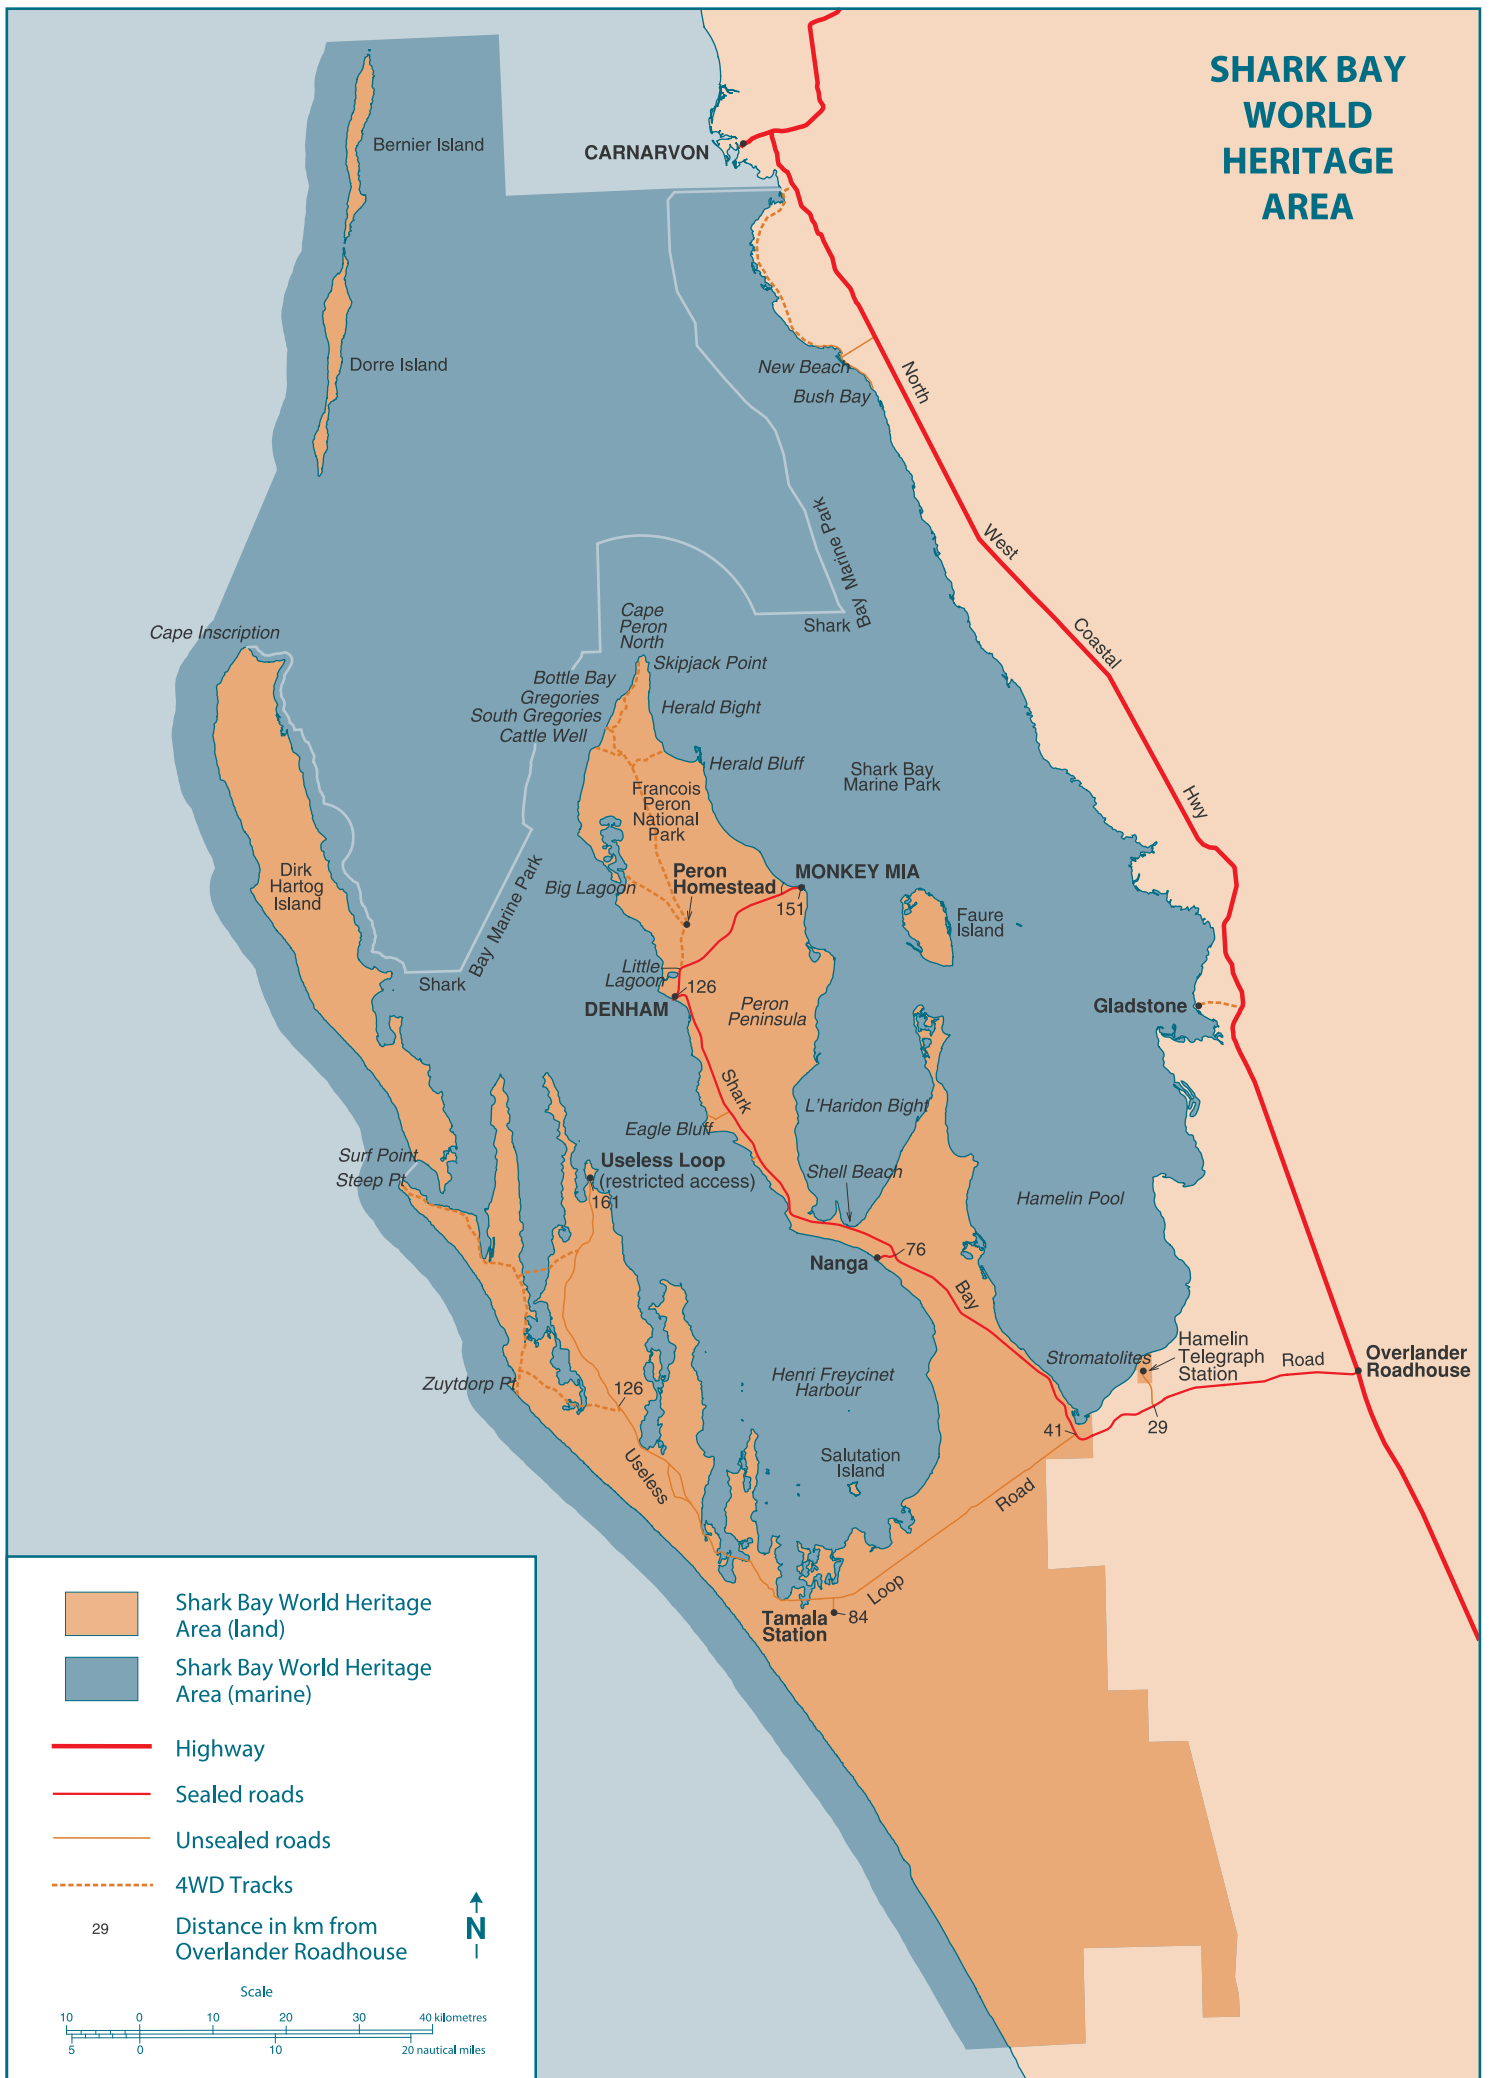 SHARK BAY
WORLD
HERITAGE
AREA
Bernier Island
CARNARVON
Dorre Island
New Beach
Bush Bay
North
West
Coastal
Hwy
Shark
Bay Marine Park
Cape Inscription
Cape
Peron
North
Skipjack Point
Bottle Bay
Gregories
South Gregories
Cattle Well
Herald Bight
Herald Bluff
Shark Bay
Marine Park
Francois
Peron
National
Park
Dirk
Hartog
Island
Big Lagoon
Peron
Homestead
MONKEY MIA
151
Faure
Island
Shark
Bay Marine Park
Little
Lagoon
126
DENHAM
Peron
Peninsula
Gladstone
Shark
L'Haridon Bight
Eagle Bluff
Surf Point
Steep Pt
Useless Loop
(restricted access)
161
Shell Beach
Hamelin Pool
Nanga
76
Bay
Stromatolites
Hamelin
Telegraph
Station
Road
Overlander
Roadhouse
Zuytdorp Pt
126
Henri Freycinet
Harbour
41
29
Useless
Salutation
Island
Road
Loop
Tamala
Station
84
Shark Bay World Heritage
Area (land)
Shark Bay World Heritage
Area (marine)
Highway
Sealed roads
Unsealed roads
4WD Tracks
29
Distance in km from
Overlander Roadhouse
N
Scale
10 0 10 20 30 40 kilometres
5 0 10 20 nautical miles